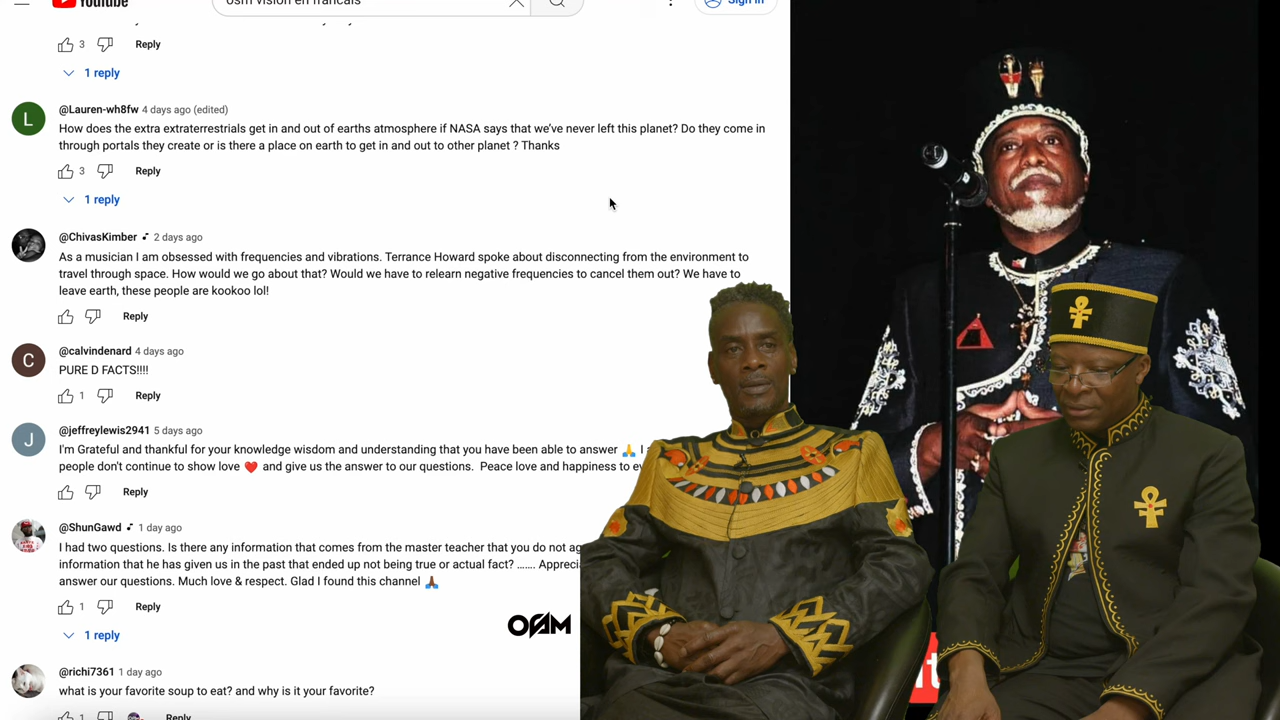 YouTube
osm vision en francais
Sign in
3 Reply
1 reply
@Lauren-wh8fw 4 days ago (edited)
How does the extra extraterrestrials get in and out of earths atmosphere if NASA says that we've never left this planet? Do they come in
through portals they create or is there a place on earth to get in and out to other planet ? Thanks
3 Reply
1 reply
@ChivasKimber 2 days ago
As a musician I am obsessed with frequencies and vibrations. Terrance Howard spoke about disconnecting from the environment to
travel through space. How would we go about that? Would we have to relearn negative frequencies to cancel them out? We have to
leave earth, these people are kookoo lol!
Reply
C
@calvindenard 4 days ago
PURE D FACTS!!!!
1 Reply
J
@jeffreylewis2941 5 days ago
I'm Grateful and thankful for your knowledge wisdom and understanding that you have been able to answer 🙏 I
people don't continue to show love ❤️ and give us the answer to our questions. Peace love and happiness to
Reply
@ShunGawd 1 day ago
I had two questions. Is there any information that comes from the master teacher that you do not
information that he has given us in the past that ended up not being true or actual fact? .......
answer our questions. Much love & respect. Glad I found this channel 🙏🏾
1 Reply
1 reply
@richi7361 1 day ago
what is your favorite soup to eat? and why is it your favorite?
1 Reply